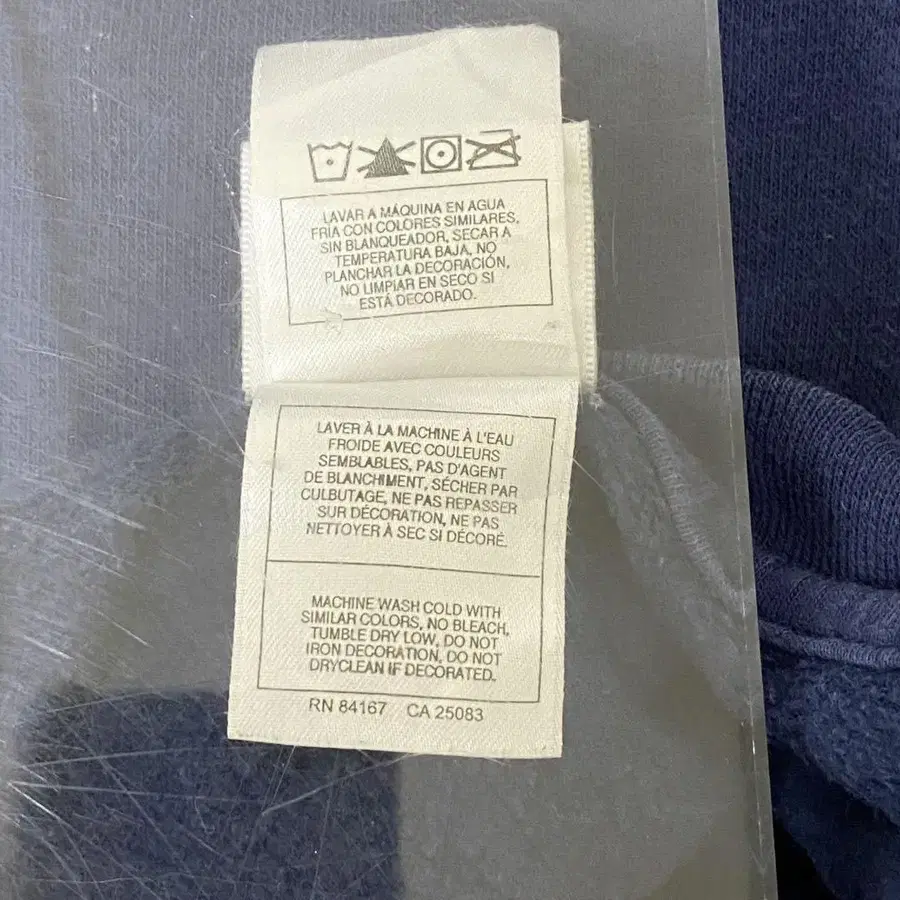 LAVAR A MÁQUINA EN AGUA
FRIA CON COLORES SIMILARES,
SIN BLANQUEADOR, SECAR A
TEMPERATURA BAJA, NO
PLANCHAR LA DECORACIÓN,
NO LIMPIAR EN SECO SI
ESTÁ DECORADO.
LAVER À LA MACHINE À L'EAU
FROIDE AVEC COULEURS
SEMBLABLES, PAS D'AGENT
DE BLANCHIMENT, SÉCHER PAR
CULBUTAGE, NE PAS REPASSER
SUR DÉCORATION, NE PAS
NETTOYER À SEC SI DÉCORÉ.
MACHINE WASH COLD WITH
SIMILAR COLORS, NO BLEACH,
TUMBLE DRY LOW, DO NOT
IRON DECORATION, DO NOT
DRYCLEAN IF DECORATED.
RN 84167 CA 25083